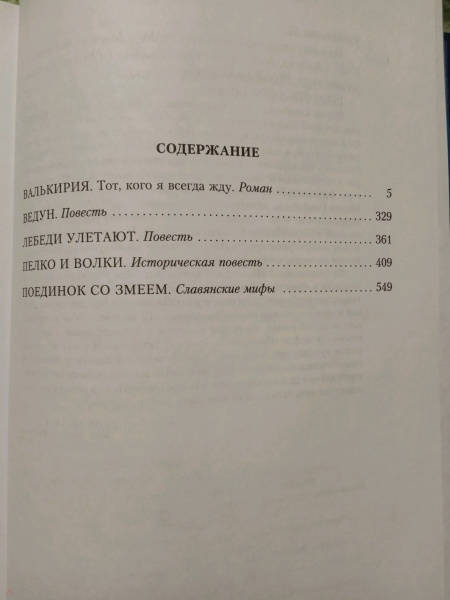 СОДЕРЖАНИЕ
ВАЛЬКИРИЯ. Тот, кого я всегда жду. Роман .................... 5
ВЕДУН. Повесть .................... 329
ЛЕБЕДИ УЛЕТАЮТ. Повесть .................... 361
ПЕЛКО И ВОЛКИ. Историческая повесть .................... 409
ПОЕДИНОК СО ЗМЕЕМ. Славянские мифы .................... 549